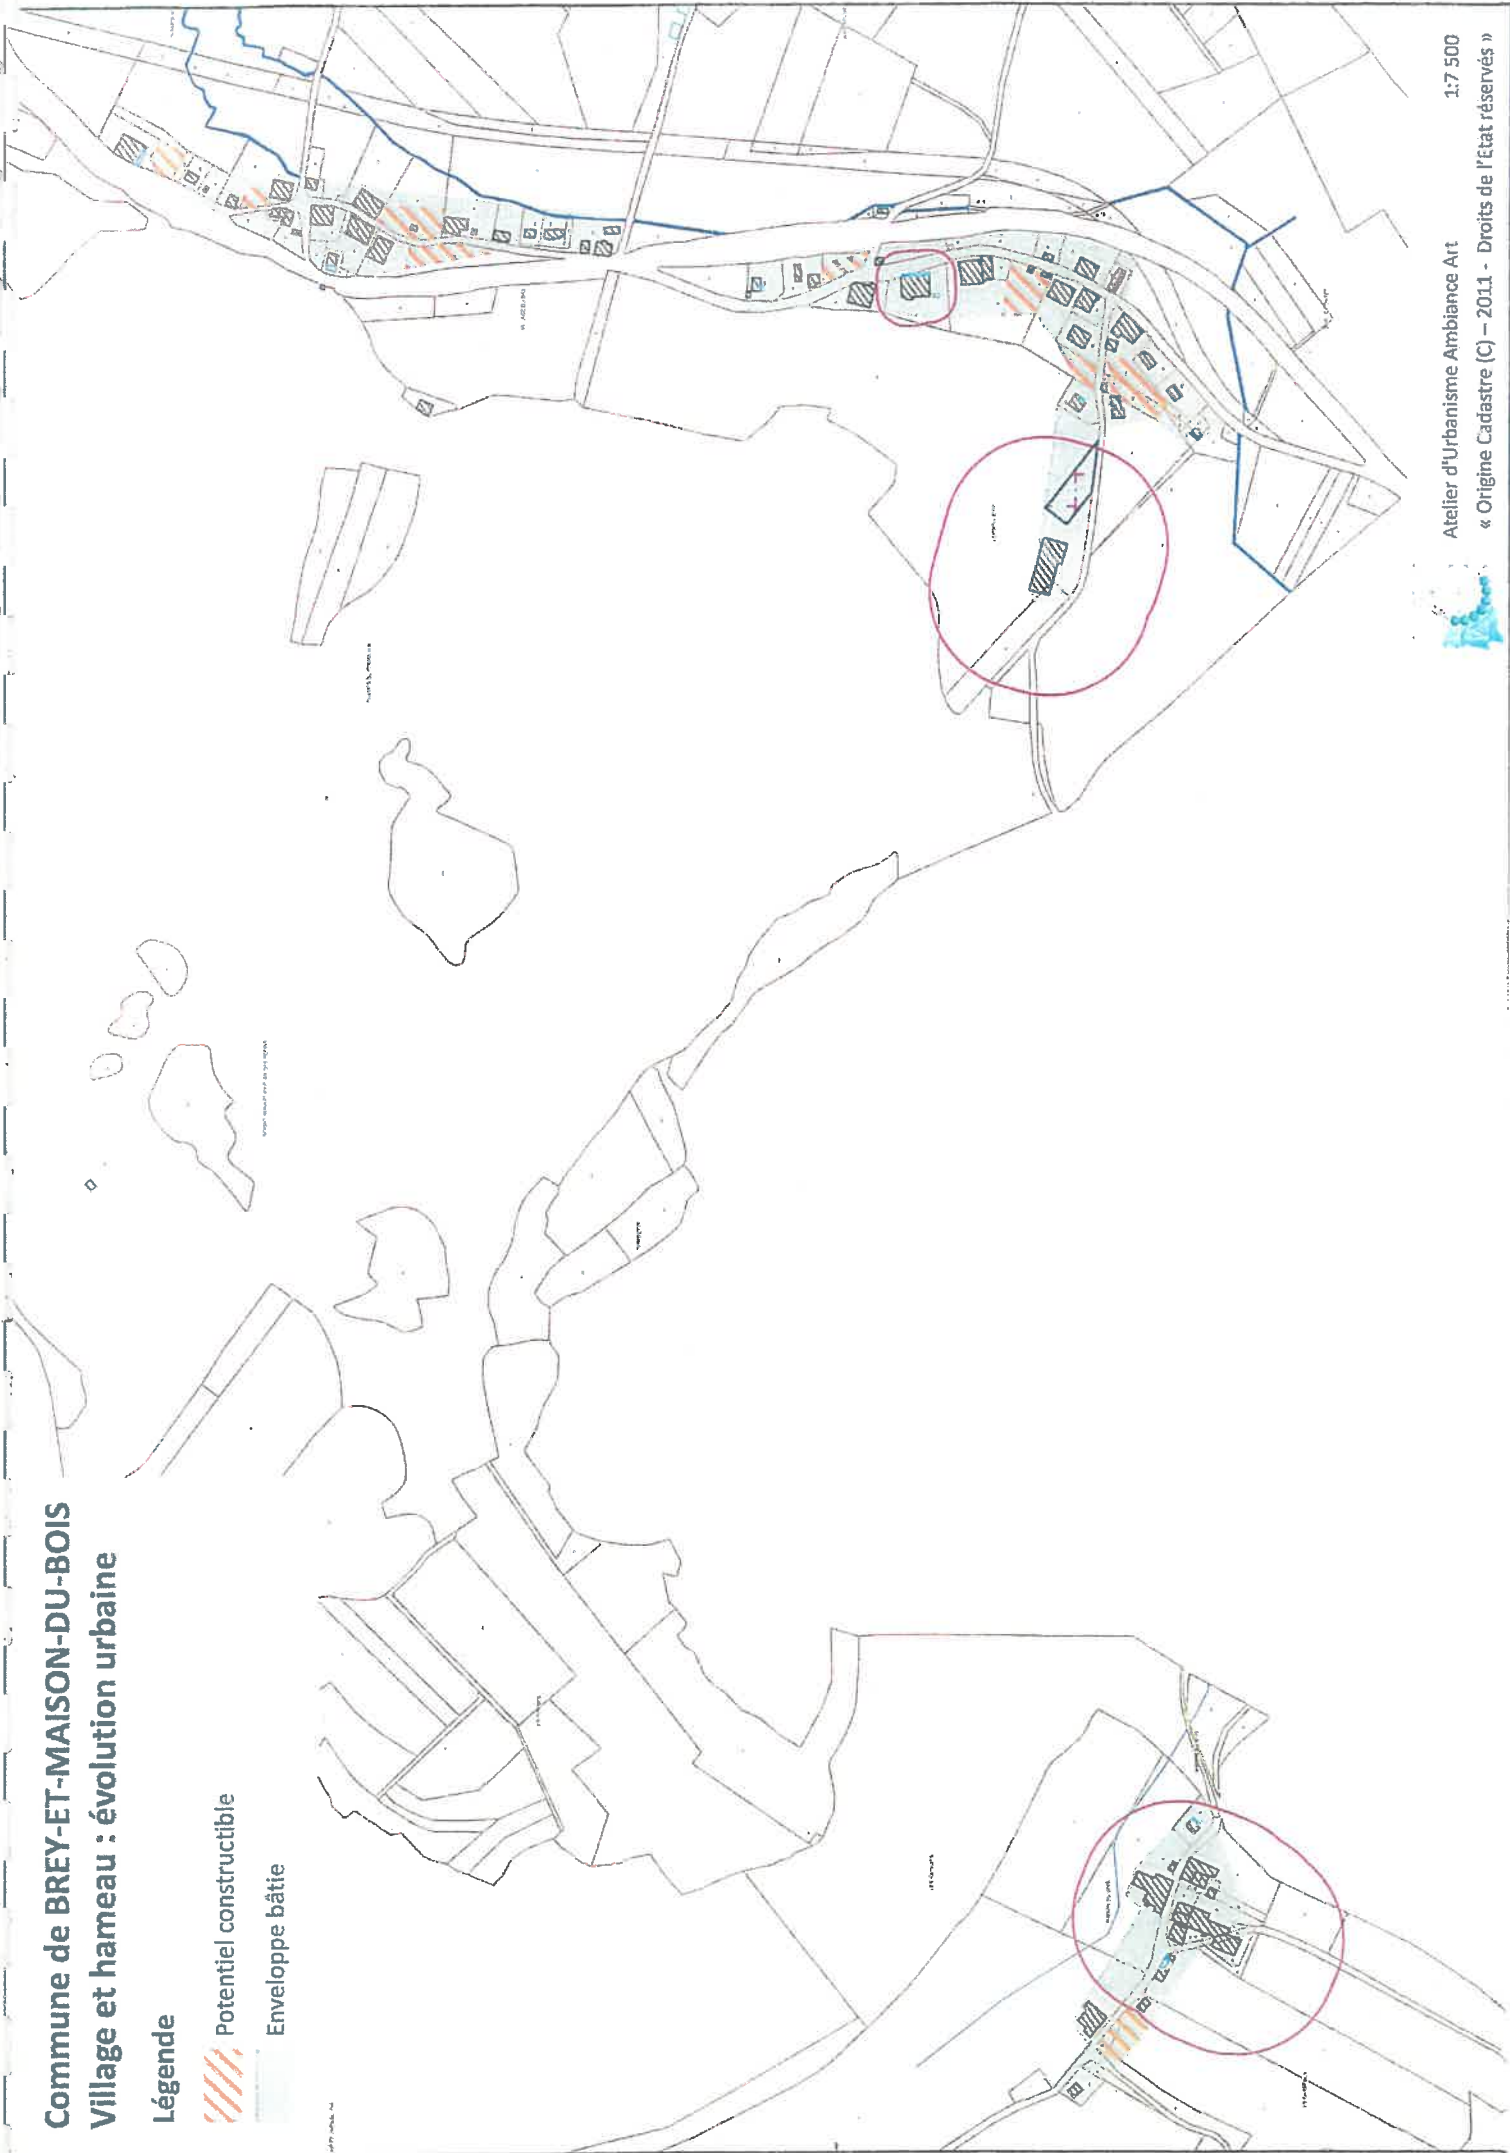 Commune de BREY-ET-MAISON-DU-BOIS
Village et hameau : évolution urbaine
Légende
Potentiel constructible
Enveloppe bâtie
Atelier d'Urbanisme Ambiance Art 1:7 500
« Origine Cadastre (C) – 2011 - Droits de l'Etat réservés »